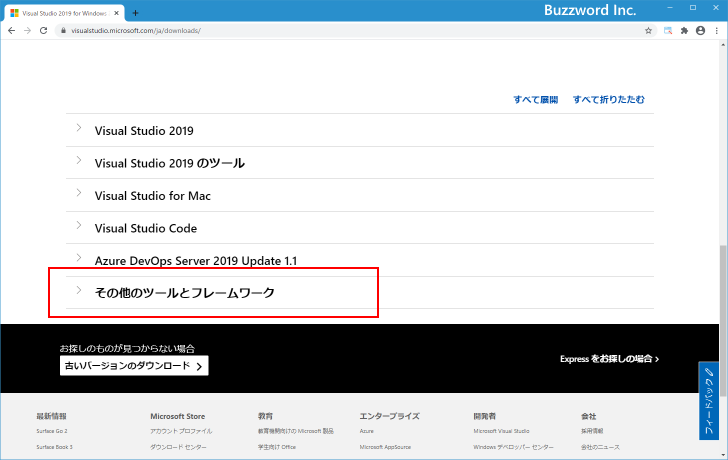 Buzzword Inc.
Visual Studio 2019 for Windows
visualstudio.microsoft.com/ja/downloads/
すべて展開 すべて折りたたむ
Visual Studio 2019
Visual Studio 2019 のツール
Visual Studio for Mac
Visual Studio Code
Azure DevOps Server 2019 Update 1.1
その他のツールとフレームワーク
お探しのものが見つからない場合
古いバージョンのダウンロード
Express をお探しの場合
フィードバック
最新情報 Microsoft Store 教育 エンタープライズ 開発者 会社
Surface Go 2 アカウント プロファイル 教育機関向けの Microsoft 製品 Azure Microsoft Visual Studio 採用情報
Surface Book 3 ダウンロード センター 学生向け Office Microsoft AppSource Windows デベロッパー センター 会社のニュース